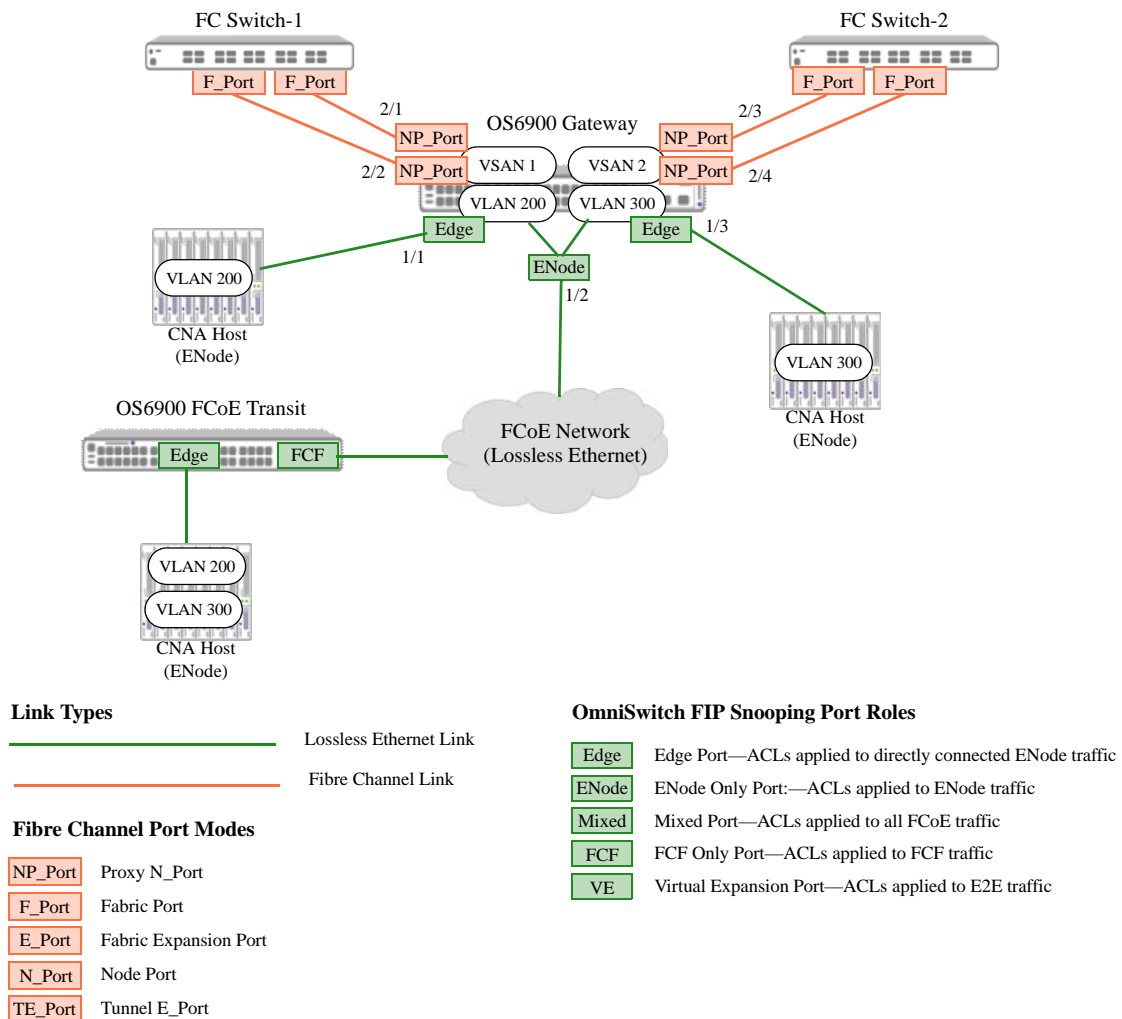 FC Switch-1
FC Switch-2
F_Port
F_Port
F_Port
F_Port
2/1
2/3
OS6900 Gateway
NP_Port
NP_Port
2/2
NP_Port
VSAN 1
VSAN 2
NP_Port
2/4
VLAN 200
VLAN 300
Edge
Edge
1/3
1/1
ENode
1/2
VLAN 200
CNA Host
(ENode)
VLAN 300
CNA Host
(ENode)
OS6900 FCoE Transit
Edge
FCF
FCoE Network
(Lossless Ethernet)
VLAN 200
VLAN 300
CNA Host
(ENode)
Link Types
Lossless Ethernet Link
Fibre Channel Link
Fibre Channel Port Modes
NP_Port Proxy N_Port
F_Port Fabric Port
E_Port Fabric Expansion Port
N_Port Node Port
TE_Port Tunnel E_Port
OmniSwitch FIP Snooping Port Roles
Edge Edge Port—ACLs applied to directly connected ENode traffic
ENode ENode Only Port:—ACLs applied to ENode traffic
Mixed Mixed Port—ACLs applied to all FCoE traffic
FCF FCF Only Port—ACLs applied to FCF traffic
VE Virtual Expansion Port—ACLs applied to E2E traffic